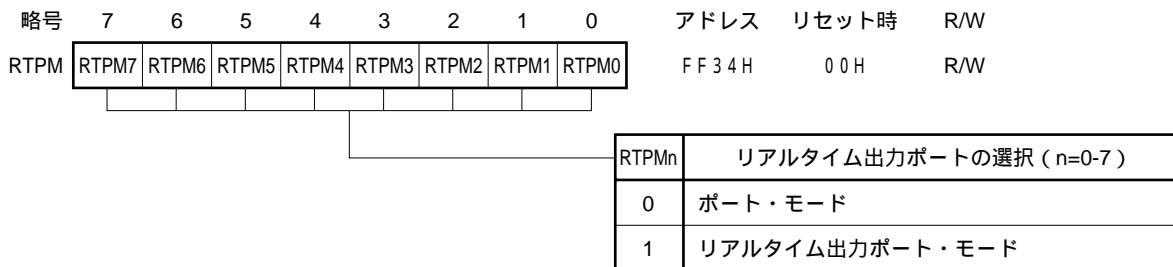 略号 7 6 5 4 3 2 1 0 アドレス リセット時 R/W
RTPM RTPM7 RTPM6 RTPM5 RTPM4 RTPM3 RTPM2 RTPM1 RTPM0 FF34H 00H R/W
RTPMn リアルタイム出力ポートの選択（n=0-7）
0 ポート・モード
1 リアルタイム出力ポート・モード